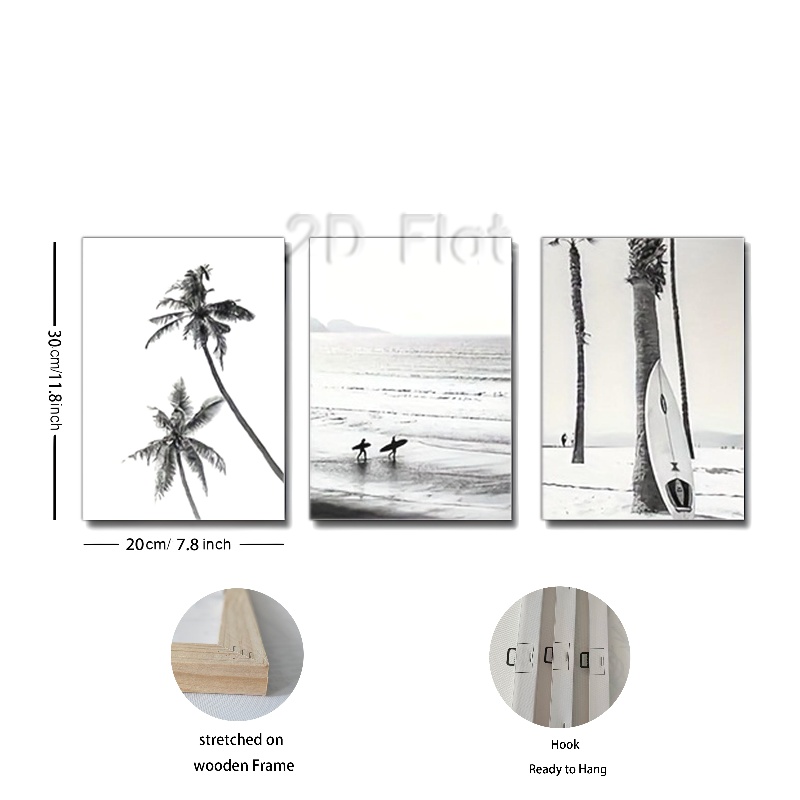 2D Flat
30cm/11.8inch
20cm/ 7.8 inch
stretched on
wooden Frame
Hook
Ready to Hang